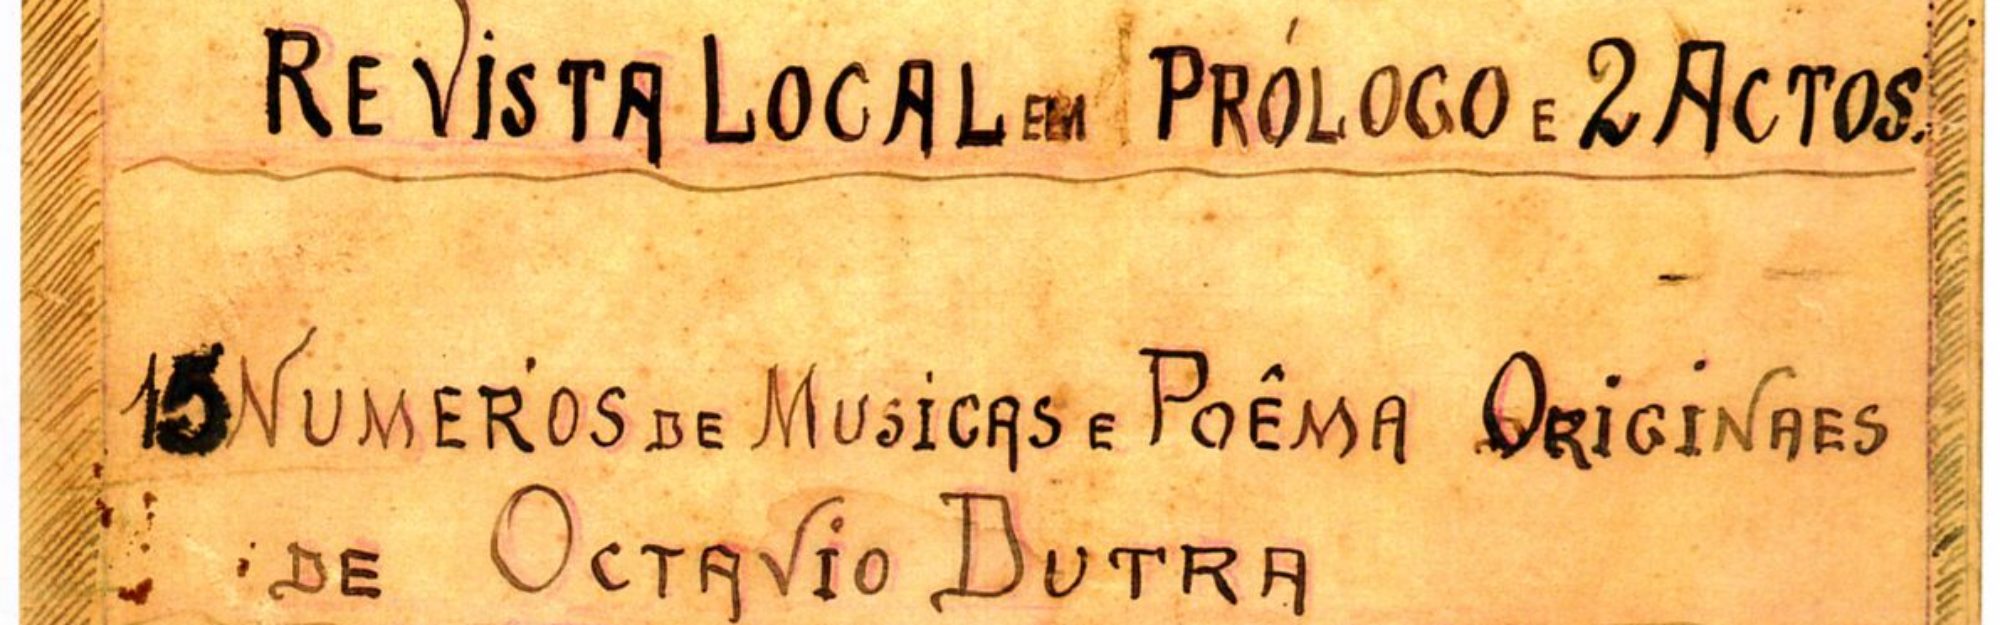 REVISTA LOCAL EM PRÓLOGO E 2 ACTOS.
15 NUMEROS DE MUSICAS E POÊMA ORIGINAES
DE OCTAVIO DUTRA